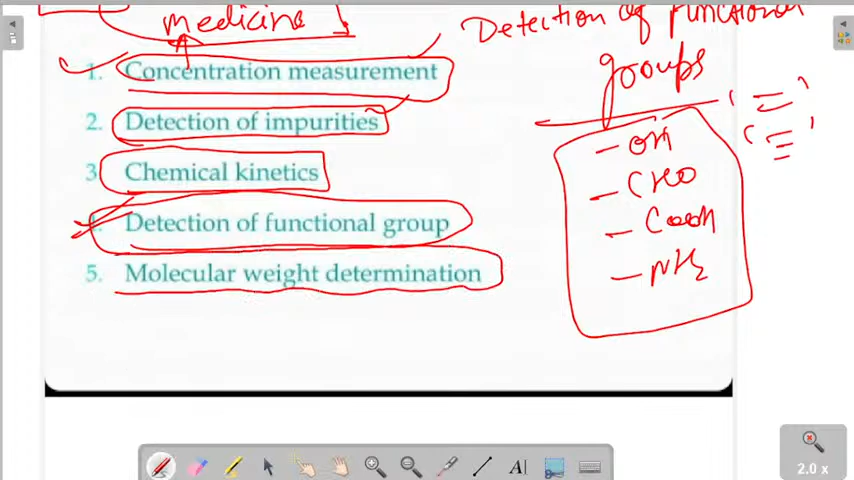 medicine
Detection of Functional
groups
1. Concentration measurement
2. Detection of impurities
3. Chemical kinetics
4. Detection of functional group
5. Molecular weight determination
' = '
' ≡ '
– OH
– CHO
– COOH
– NH2
A
2.0 x